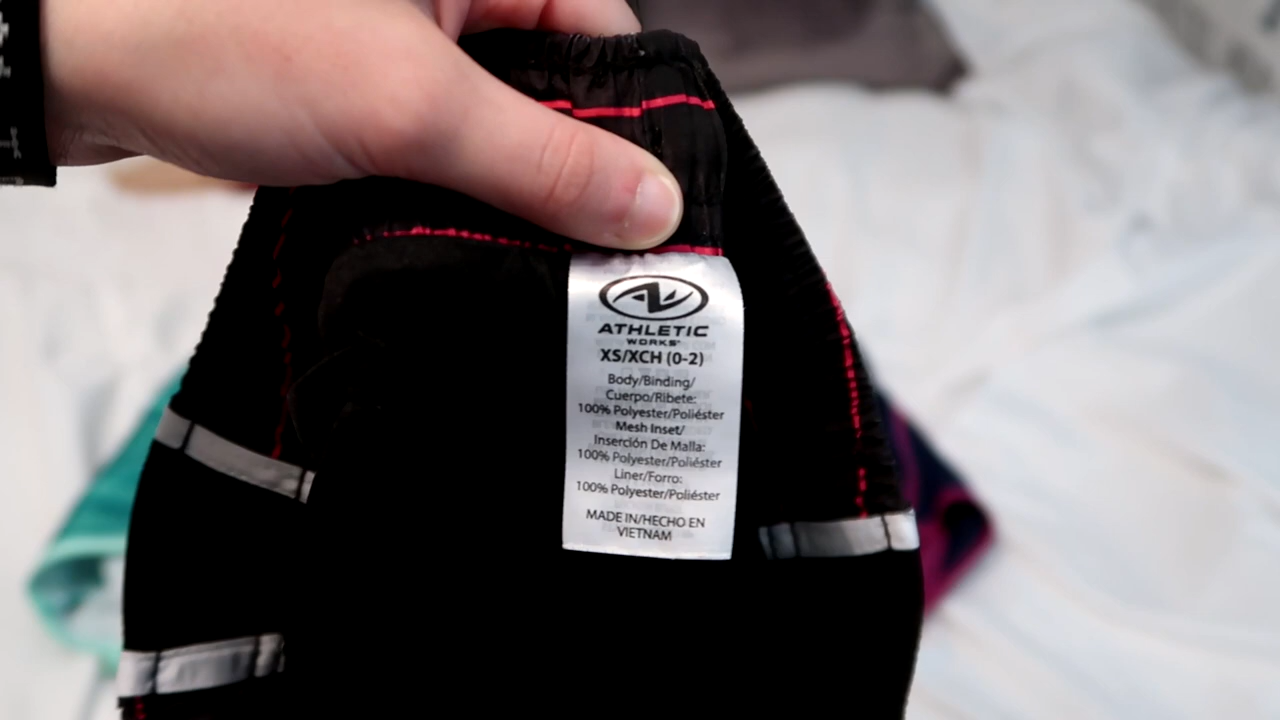 ATHLETIC
WORKS
XS/XCH (0-2)
Body/Binding/
Cuerpo/Ribete:
100% Polyester/Poliéster
Mesh Inset/
Inserción De Malla:
100% Polyester/Poliéster
Liner/Forro:
100% Polyester/Poliéster
MADE IN/HECHO EN
VIETNAM